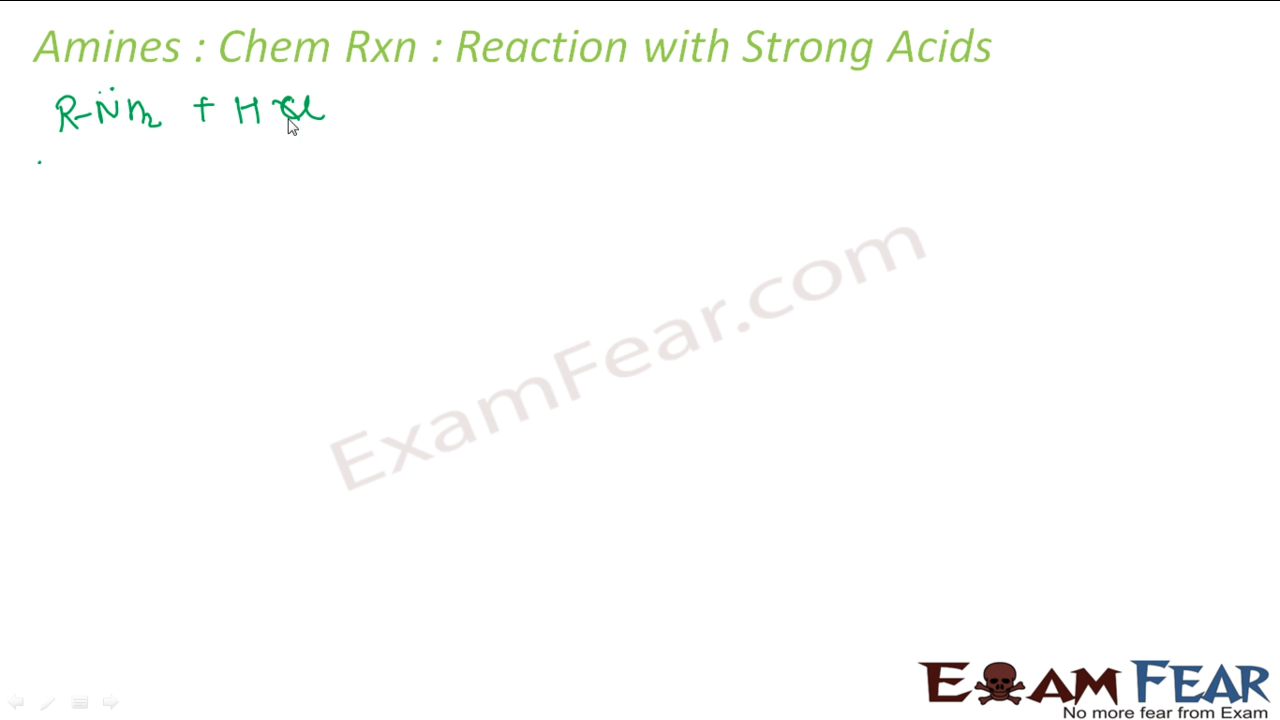 Amines : Chem Rxn : Reaction with Strong Acids
R-N̈H2 + HCl
ExamFear.com
EXAM FEAR
No more fear from Exam